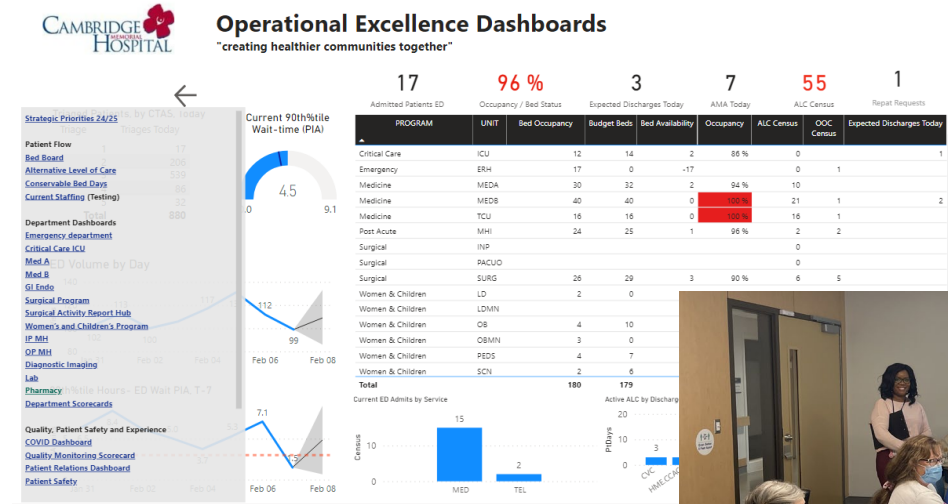 CAMBRIDGE
MEMORIAL
HOSPITAL
Operational Excellence Dashboards
"creating healthier communities together"
17 96 % 3 7 55 1
Admitted Patients ED Occupancy / Bed Status Expected Discharges Today AMA Today ALC Census Repat Requests
Strategic Priorities 24/25
Patient Flow
Bed Board
Alternative Level of Care
Conservable Bed Days
Current Staffing (Testing)
Department Dashboards
Emergency department
Critical Care ICU
Med A
Med B
GI Endo
Surgical Program
Surgical Activity Report Hub
Women's and Children's Program
IP MH
OP MH
Diagnostic Imaging
Lab
Pharmacy
Department Scorecards
Quality, Patient Safety and Experience
COVID Dashboard
Quality Monitoring Scorecard
Patient Relations Dashboard
Patient Safety
Triage Triages Today
Total 880
ED Volume by Day
Current 90th%tile
Wait-time (PIA)
4.5
9.1
112
99
Feb 06 Feb 08
7.1
Feb 06 Feb 08
PROGRAM UNIT Bed Occupancy Budget Beds Bed Availability Occupancy ALC Census OOC Census Expected Discharges Today
Critical Care ICU 12 14 2 86 % 0 1
Emergency ERH 17 0 -17 0 1
Medicine MEDA 30 32 2 94 % 10
Medicine MEDB 40 40 0 100 % 21 1 2
Medicine TCU 16 16 0 100 % 16 1
Post Acute MHI 24 25 1 96 % 2 2
Surgical INP 0
Surgical PACUO 0
Surgical SURG 26 29 3 90 % 6 5
Women & Children LD 2 0
Women & Children LDMN
Women & Children OB 4 10
Women & Children OBMN 3 0
Women & Children PEDS 4 7
Women & Children SCN 2 6
Total 180 179
Current ED Admits by Service
Census
10
0
15
2
MED TEL
Active ALC by Discharg
PtDays
20
10
0
3
CVC
HME.CCAC